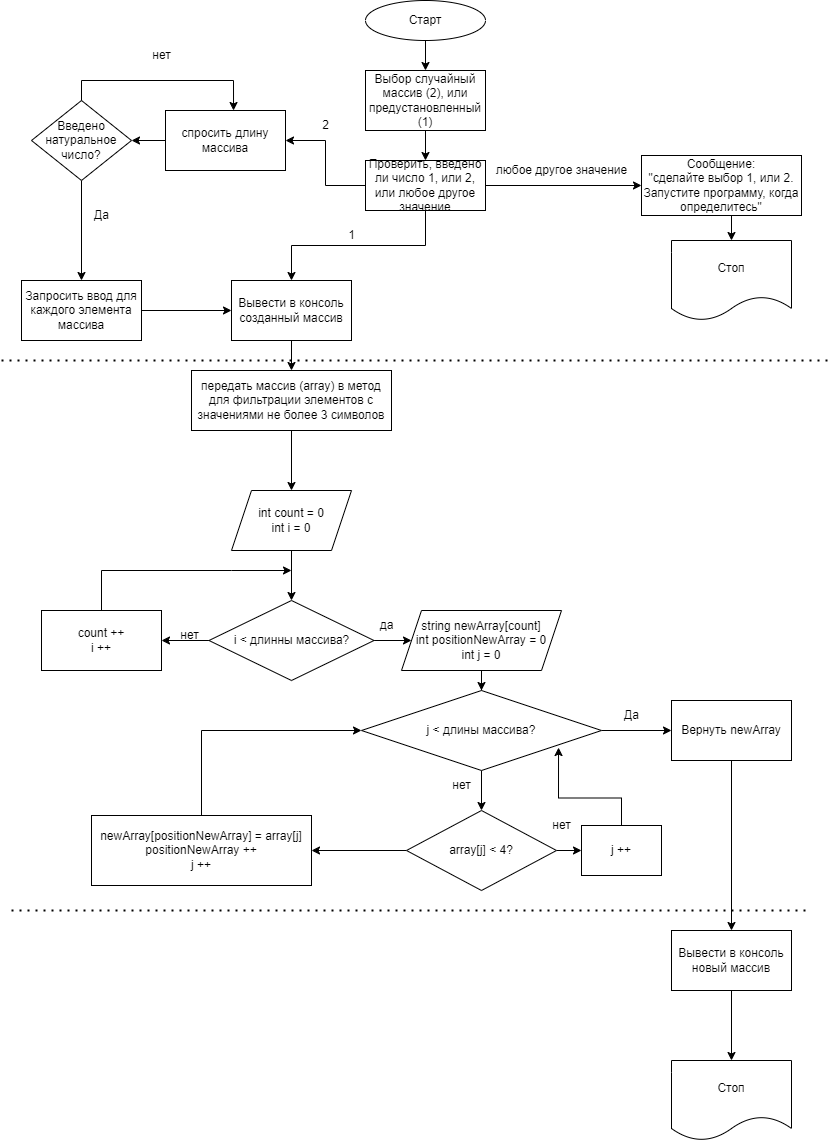 Старт
Выбор случайный
массив (2), или
предустановленный
(1)
нет
Введено
натуральное
число?
спросить длину
массива
2
Проверить, введено
ли число 1, или 2,
или любое другое
значение
любое другое значение
Сообщение:
"сделайте выбор 1, или 2.
Запустите программу, когда
определитесь"
Да
1
Стоп
Запросить ввод для
каждого элемента
массива
Вывести в консоль
созданный массив
передать массив (array) в метод
для фильтрации элементов с
значениями не более 3 символов
int count = 0
int i = 0
count ++
i ++
нет
i < длинны массива?
да
string newArray[count]
int positionNewArray = 0
int j = 0
j < длины массива?
Да
Вернуть newArray
нет
newArray[positionNewArray] = array[j]
positionNewArray ++
j ++
array[j] < 4?
нет
j ++
Вывести в консоль
новый массив
Стоп